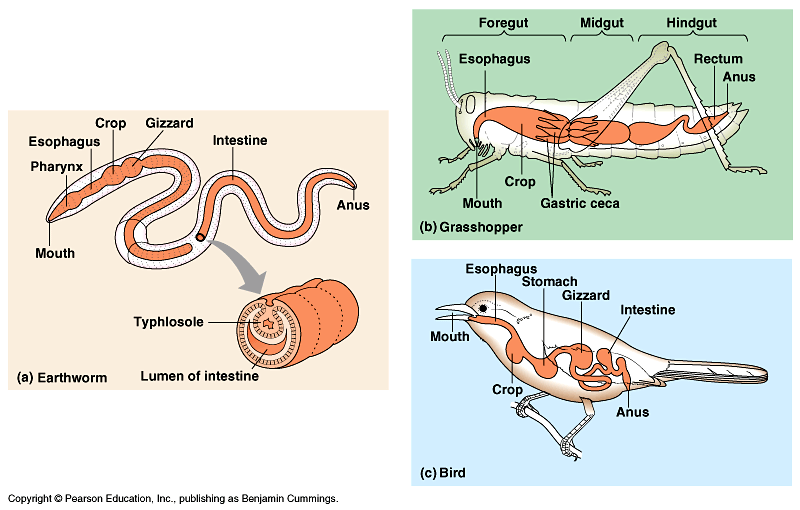 Crop
Gizzard
Esophagus
Intestine
Pharynx
Anus
Mouth
Typhlosole
Lumen of intestine
(a) Earthworm
Foregut
Midgut
Hindgut
Esophagus
Rectum
Anus
Mouth
Crop
Gastric ceca
(b) Grasshopper
Esophagus
Stomach
Gizzard
Intestine
Mouth
Crop
Anus
(c) Bird
Copyright © Pearson Education, Inc., publishing as Benjamin Cummings.